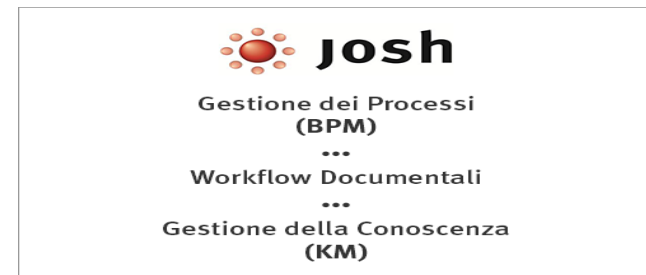 josh
Gestione dei Processi
(BPM)
•••
Workflow Documentali
•••
Gestione della Conoscenza
(KM)